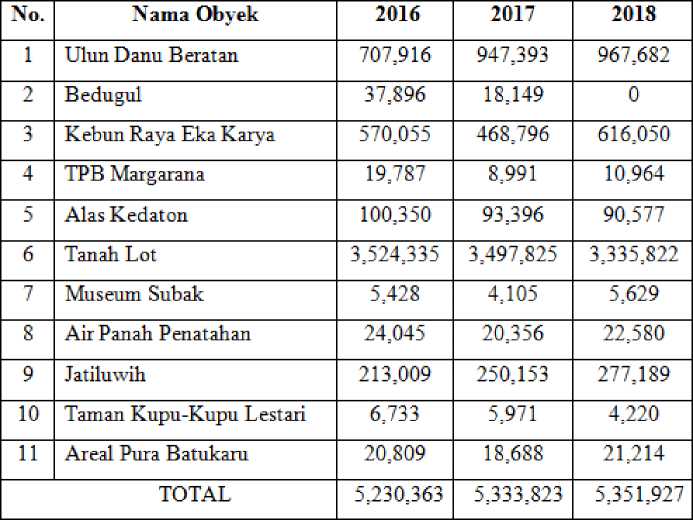 No. Nama Obyek 2016 2017 2018
1 Ulun Danu Beratan 707,916 947,393 967,682
2 Bedugul 37,896 18,149 0
3 Kebun Raya Eka Karya 570,055 468,796 616,050
4 TPB Margarana 19,787 8,991 10,964
5 Alas Kedaton 100,350 93,396 90,577
6 Tanah Lot 3,524,335 3,497,825 3,335,822
7 Museum Subak 5,428 4,105 5,629
8 Air Panah Penatahan 24,045 20,356 22,580
9 Jatiluwih 213,009 250,153 277,189
10 Taman Kupu-Kupu Lestari 6,733 5,971 4,220
11 Areal Pura Batukaru 20,809 18,688 21,214
TOTAL 5,230,363 5,333,823 5,351,927